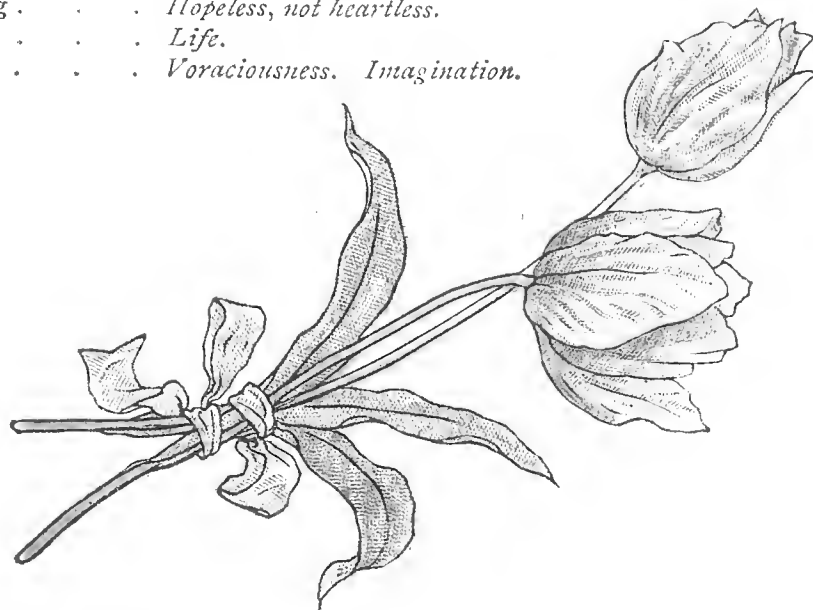 g . . . Hopeless, not heartless.
. . . Life.
. . . Voraciousness. Imagination.